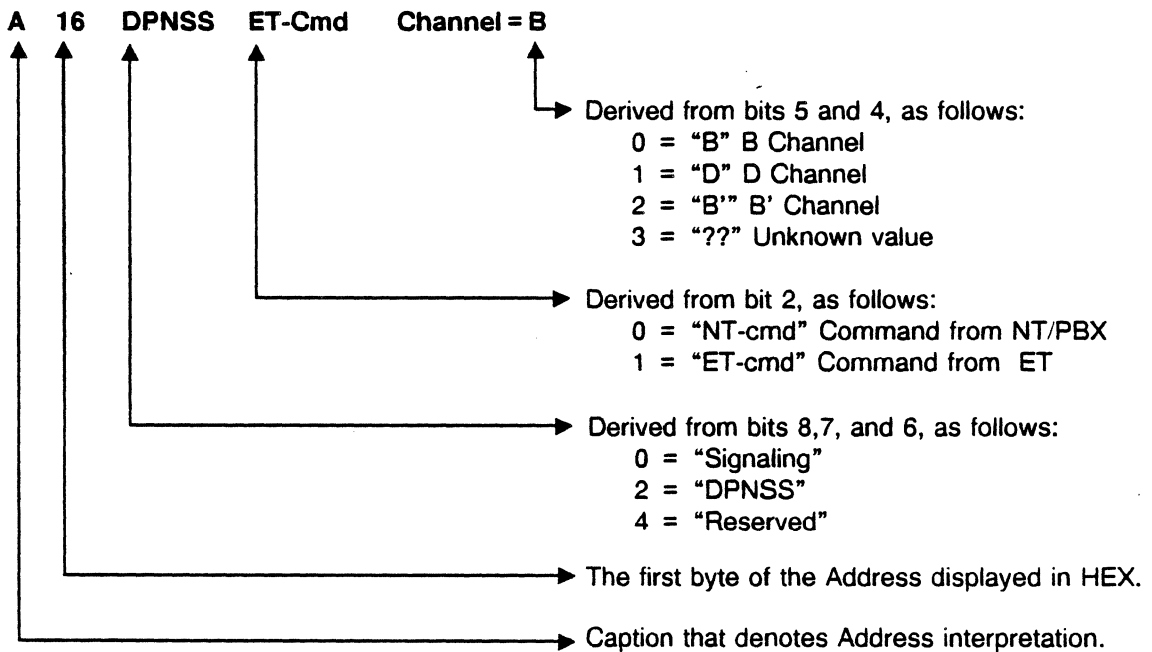 A 16 DPNSS ET-Cmd Channel = B
Derived from bits 5 and 4, as follows:
0 = “B” B Channel
1 = “D” D Channel
2 = “B'” B' Channel
3 = “??” Unknown value
Derived from bit 2, as follows:
0 = “NT-cmd” Command from NT/PBX
1 = “ET-cmd” Command from ET
Derived from bits 8,7, and 6, as follows:
0 = “Signaling”
2 = “DPNSS”
4 = “Reserved”
The first byte of the Address displayed in HEX.
Caption that denotes Address interpretation.